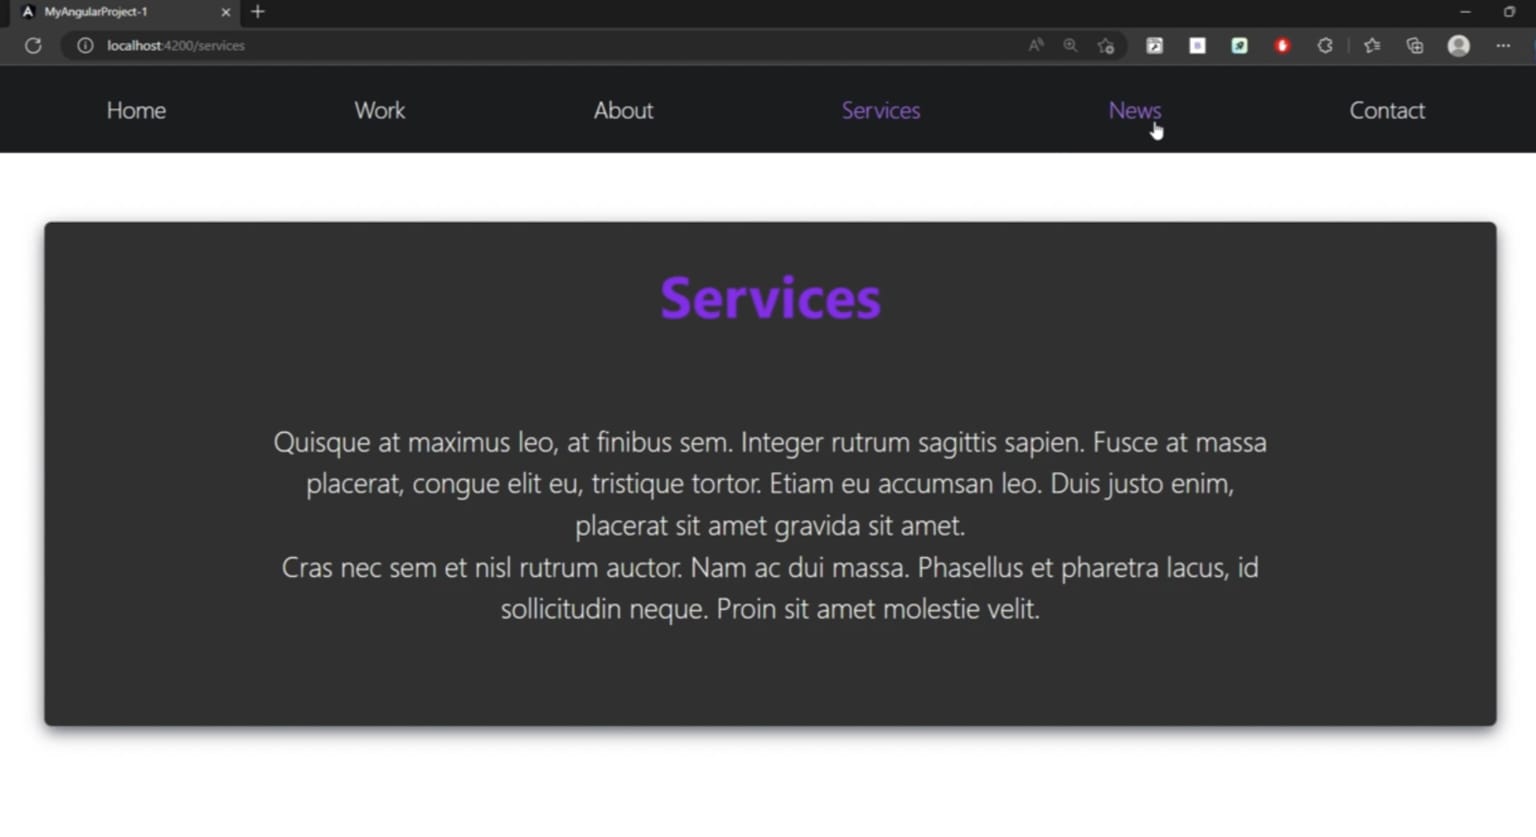 MyAngularProject-1
localhost:4200/services
Home Work About Services News Contact
Services
Quisque at maximus leo, at finibus sem. Integer rutrum sagittis sapien. Fusce at massa
placerat, congue elit eu, tristique tortor. Etiam eu accumsan leo. Duis justo enim,
placerat sit amet gravida sit amet.
Cras nec sem et nisl rutrum auctor. Nam ac dui massa. Phasellus et pharetra lacus, id
sollicitudin neque. Proin sit amet molestie velit.